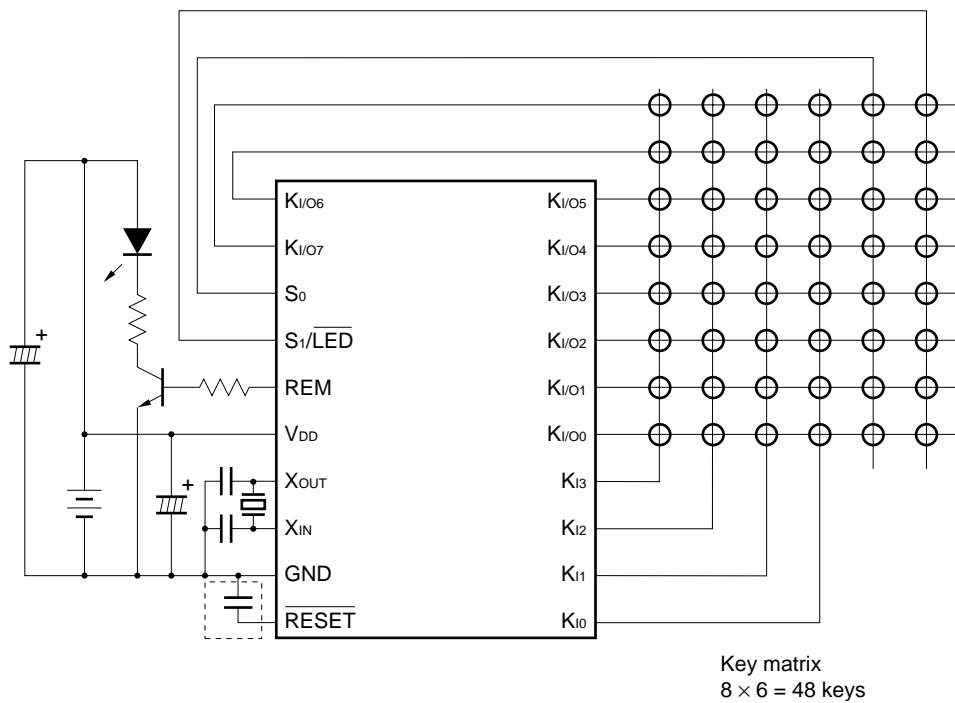 KI/O6 KI/O5
KI/O7 KI/O4
S0 KI/O3
S1/LED KI/O2
REM KI/O1
VDD KI/O0
XOUT KI3
XIN KI2
GND KI1
RESET KI0
+
+
Key matrix
8 × 6 = 48 keys